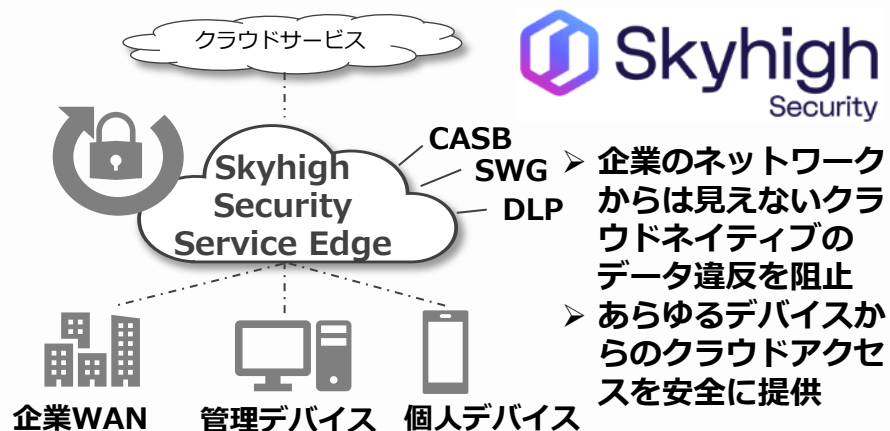 クラウドサービス
Skyhigh
Security
Skyhigh
Security
Service Edge
CASB
SWG
DLP
➢ 企業のネットワーク
からは見えないクラ
ウドネイティブの
データ違反を阻止
➢ あらゆるデバイスか
らのクラウドアクセ
スを安全に提供
企業WAN
管理デバイス
個人デバイス